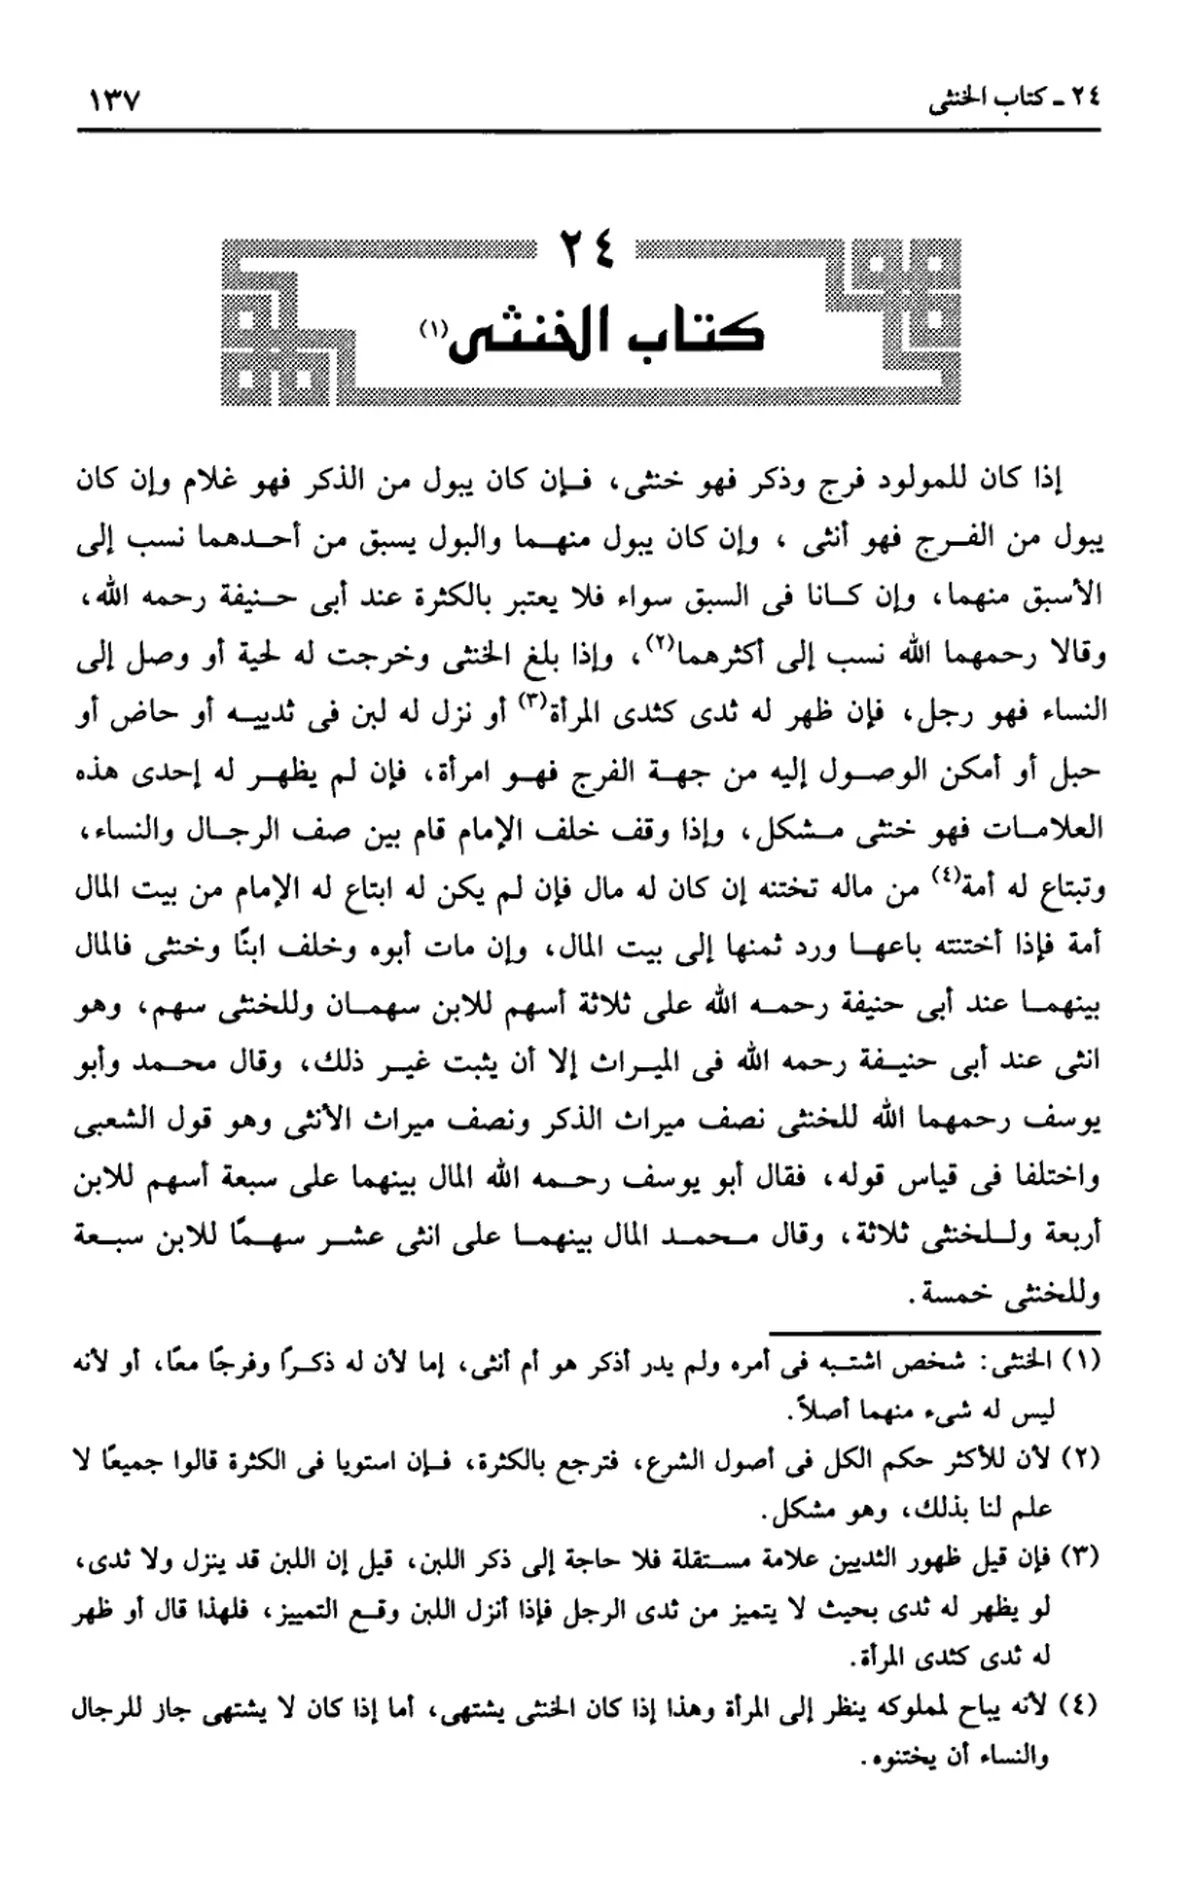 ٢٤ - كتاب الخنثى
١٣٧
٢٤
كتاب الخنثى(١)
إذا كان للمولود فرج وذكر فهو خنثى، فإن كان يبول من الذكر فهو غلام وإن كان
يبول من الفرج فهو أنثى ، وإن كان يبول منهما والبول يسبق من أحدهما نسب إلى
الأسبق منهما، وإن كانا فى السبق سواء فلا يعتبر بالكثرة عند أبى حنيفة رحمه الله،
وقالا رحمهما الله نسب إلى أكثرهما(٢)، وإذا بلغ الخنثى وخرجت له لحية أو وصل إلى
النساء فهو رجل، فإن ظهر له ثدى كثدى المرأة(٣) أو نزل له لبن فى ثدييه أو حاض أو
حبل أو أمكن الوصول إليه من جهة الفرج فهو امرأة، فإن لم يظهر له إحدى هذه
العلامات فهو خنثى مشكل، وإذا وقف خلف الإمام قام بين صف الرجال والنساء،
وتبتاع له أمة(٤) من ماله تختنه إن كان له مال فإن لم يكن له ابتاع له الإمام من بيت المال
أمة فإذا أختنته باعها ورد ثمنها إلى بيت المال، وإن مات أبوه وخلف ابنًا وخنثى فالمال
بينهما عند أبى حنيفة رحمه الله على ثلاثة أسهم للابن سهمان وللخنثى سهم، وهو
انثى عند أبى حنيفة رحمه الله فى الميراث إلا أن يثبت غير ذلك، وقال محمد وأبو
يوسف رحمهما الله للخنثى نصف ميراث الذكر ونصف ميراث الأنثى وهو قول الشعبى
واختلفا فى قياس قوله، فقال أبو يوسف رحمه الله المال بينهما على سبعة أسهم للابن
أربعة وللخنثى ثلاثة، وقال محمد المال بينهما على اثنى عشر سهمًا للابن سبعة
وللخنثى خمسة.
(١) الخنثى: شخص اشتبه فى أمره ولم يدر أذكر هو أم أنثى، إما لأن له ذكرًا وفرجًا معًا، أو لأنه
ليس له شىء منهما أصلاً.
(٢) لأن للأكثر حكم الكل فى أصول الشرع، فترجع بالكثرة، فإن استويا فى الكثرة قالوا جميعًا لا
علم لنا بذلك، وهو مشكل.
(٣) فإن قيل ظهور الثديين علامة مستقلة فلا حاجة إلى ذكر اللبن، قيل إن اللبن قد ينزل ولا ثدى،
لو يظهر له ثدى بحيث لا يتميز من ثدى الرجل فإذا أنزل اللبن وقع التمييز، فلهذا قال أو ظهر
له ثدى كثدى المرأة.
(٤) لأنه يباح لمملوكه ينظر إلى المرأة وهذا إذا كان الخنثى يشتهى، أما إذا كان لا يشتهى جاز للرجال
والنساء أن يختنوه.